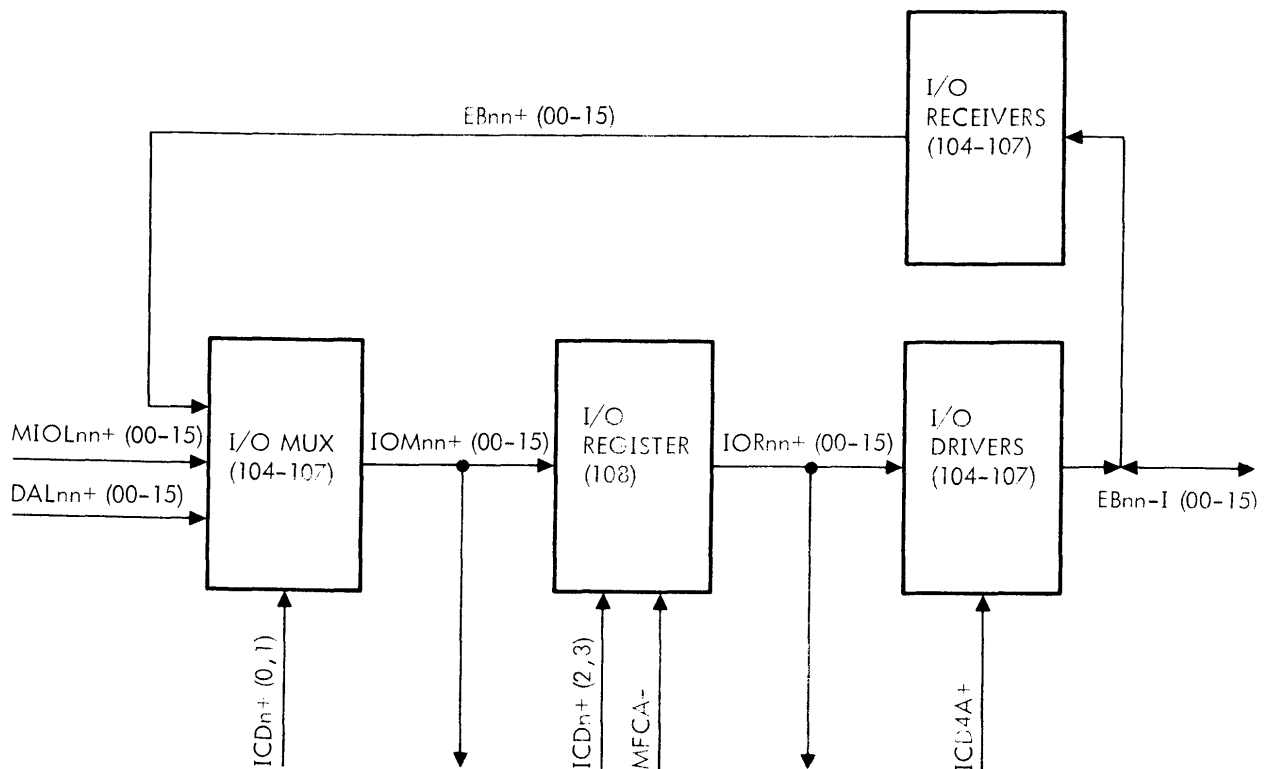 I/O
RECEIVERS
(104-107)
EBnn+ (00-15)
MIOLnn+ (00-15)
DALnn+ (00-15)
I/O MUX
(104-107)
IOMnn+ (00-15)
I/O
REGISTER
(108)
IORnn+ (00-15)
I/O
DRIVERS
(104-107)
EBnn-I (00-15)
ICDn+ (0,1)
ICDn+ (2,3)
MFCA-
ICD4A+